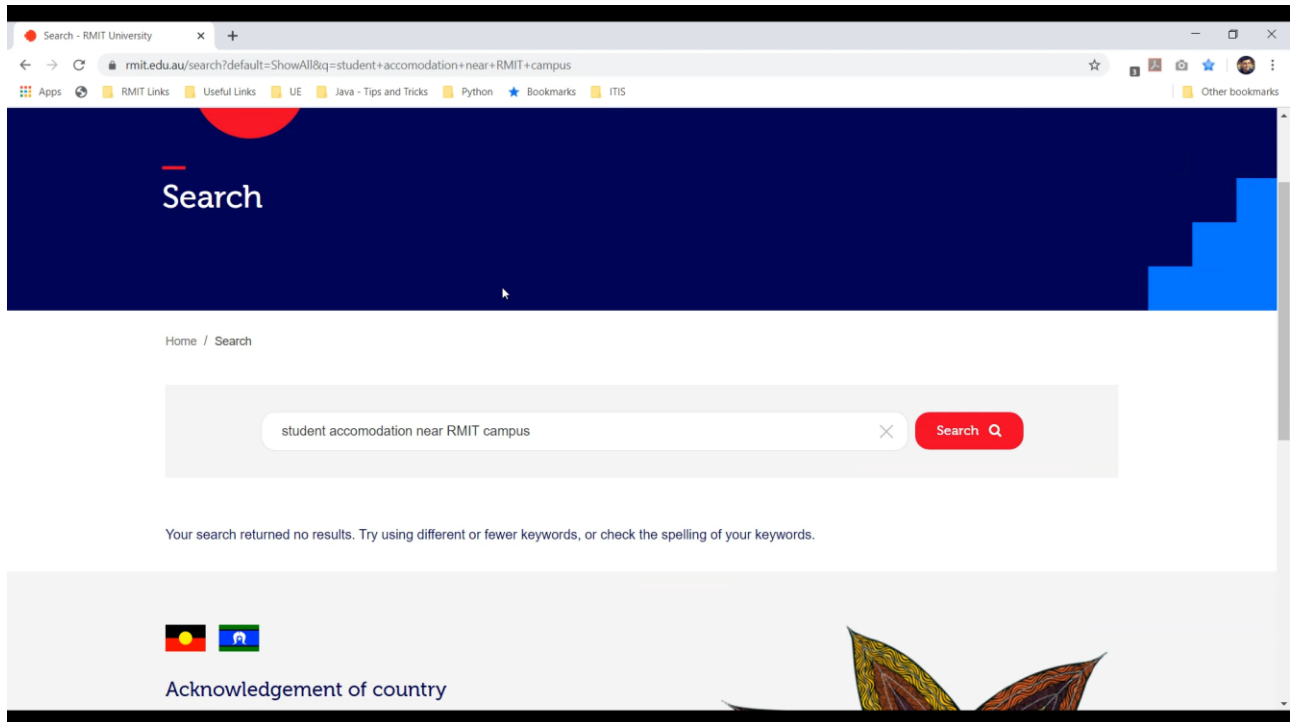 Search - RMIT University
rmit.edu.au/search?default=ShowAll&q=student+accomodation+near+RMIT+campus
3
Apps RMIT Links Useful Links UE Java - Tips and Tricks Python Bookmarks ITIS Other bookmarks
Search
Home / Search
student accomodation near RMIT campus Search
Your search returned no results. Try using different or fewer keywords, or check the spelling of your keywords.
Acknowledgement of country